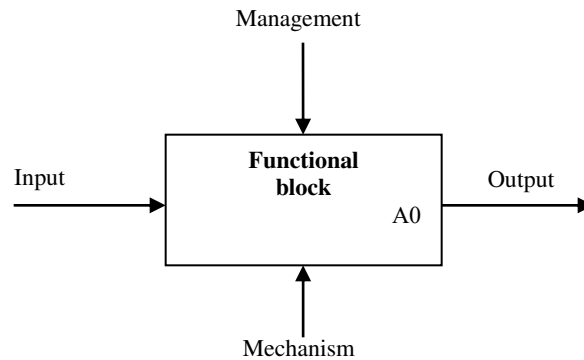 Management
Functional
block
Input
Output
A0
Mechanism